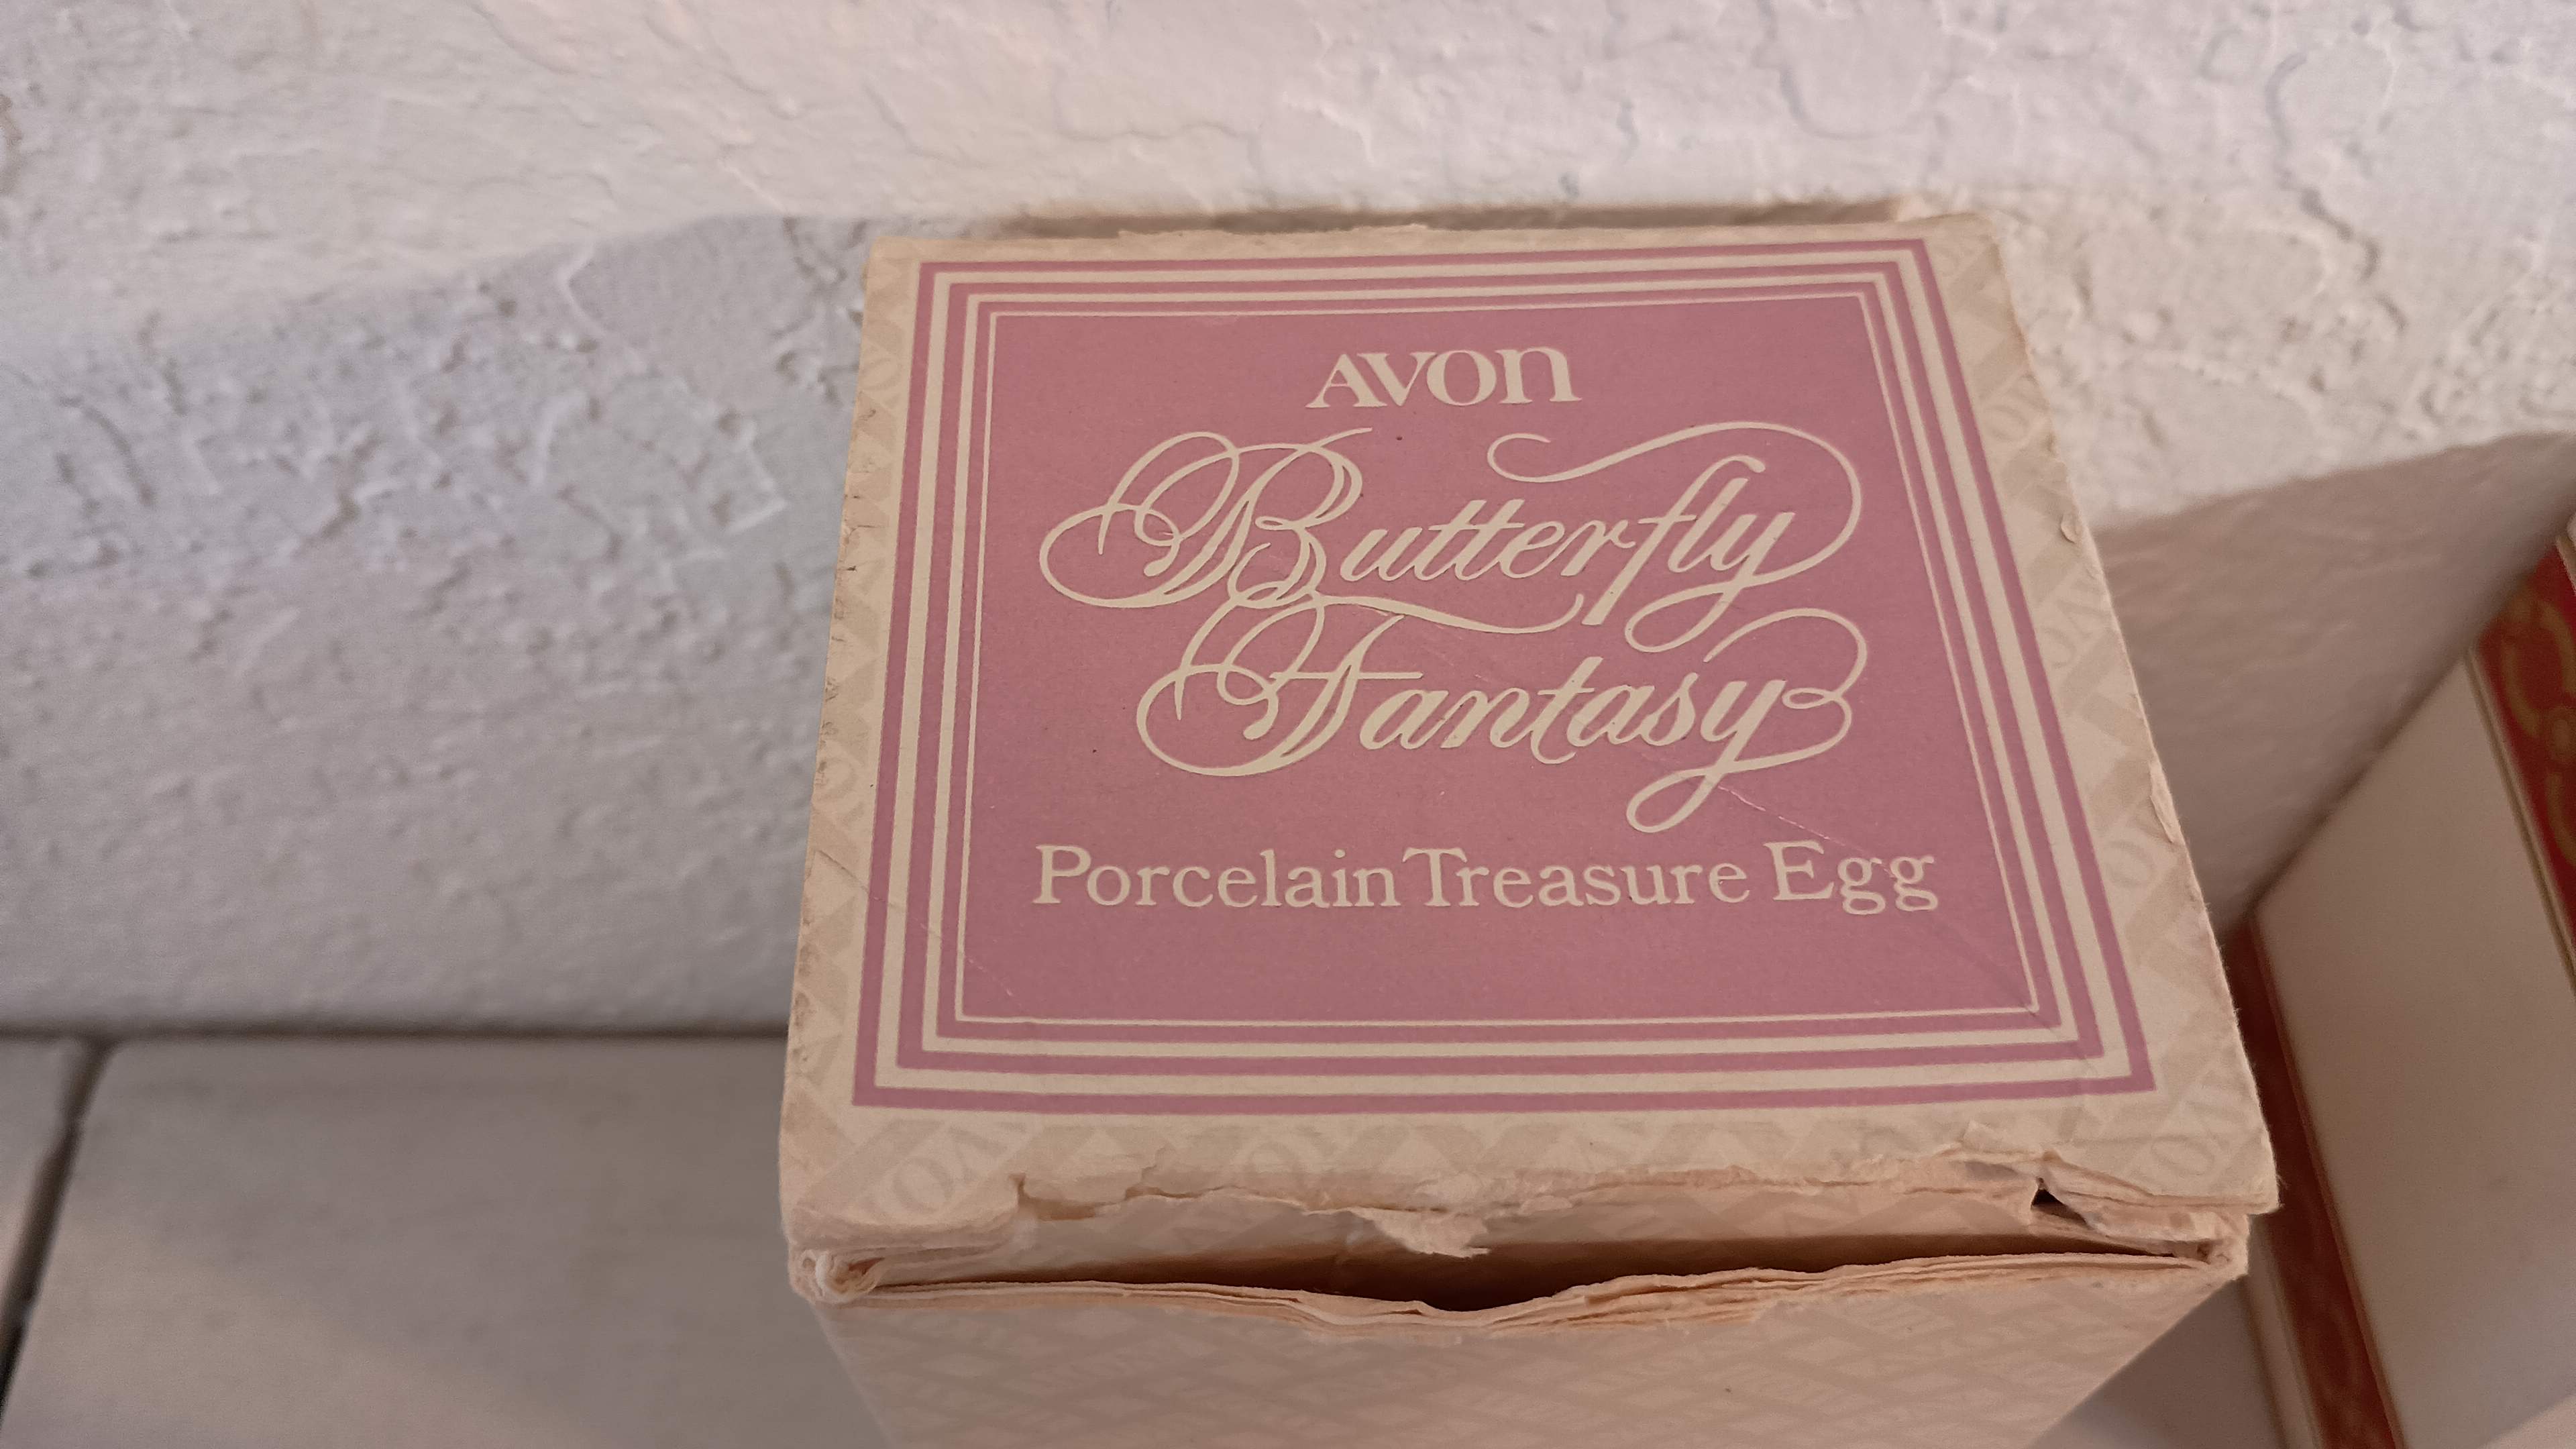 AVON
Butterfly
Fantasy
Porcelain Treasure Egg